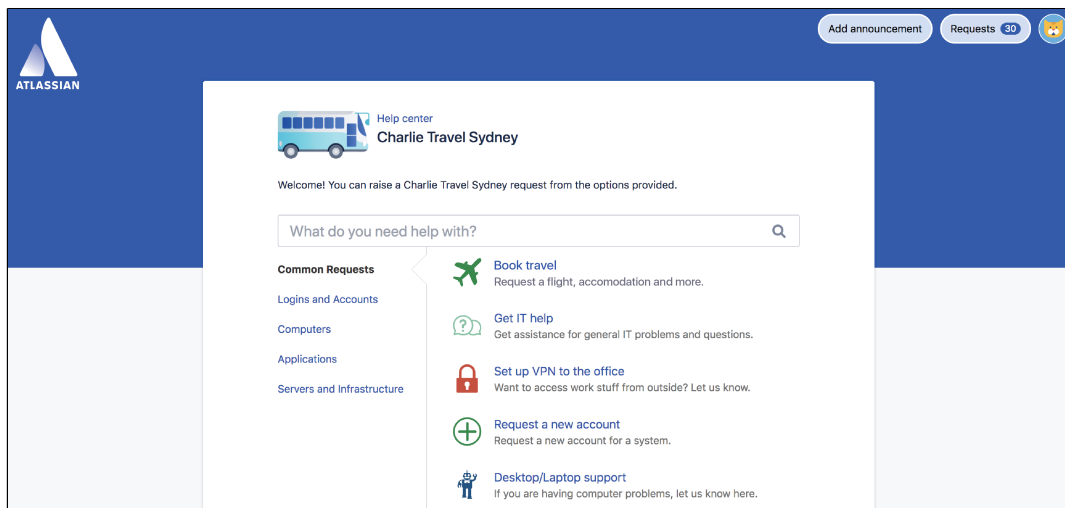 Add announcement
Requests 30
ATLASSIAN
Help center
Charlie Travel Sydney
Welcome! You can raise a Charlie Travel Sydney request from the options provided.
What do you need help with?
Common Requests
Logins and Accounts
Computers
Applications
Servers and Infrastructure
Book travel
Request a flight, accomodation and more.
Get IT help
Get assistance for general IT problems and questions.
Set up VPN to the office
Want to access work stuff from outside? Let us know.
Request a new account
Request a new account for a system.
Desktop/Laptop support
If you are having computer problems, let us know here.